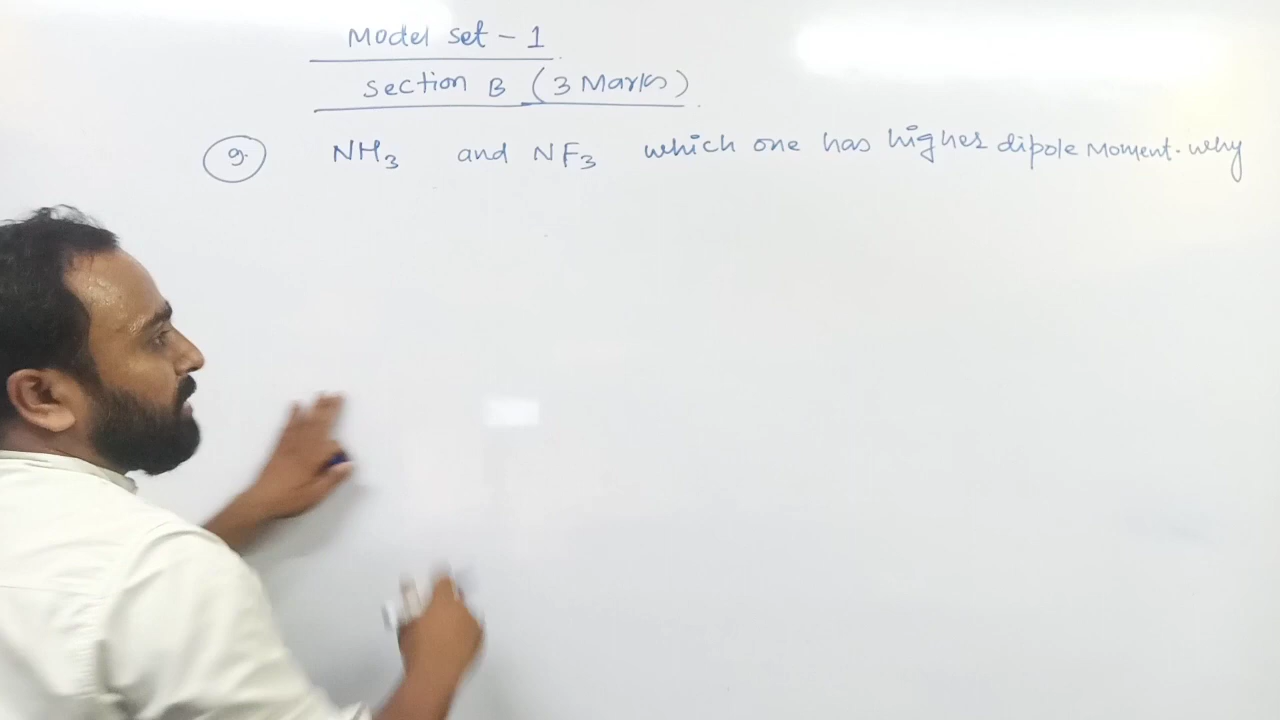 Model set - 1
Section B (3 Marks)
9. NH3 and NF3 which one has higher dipole Moment. why